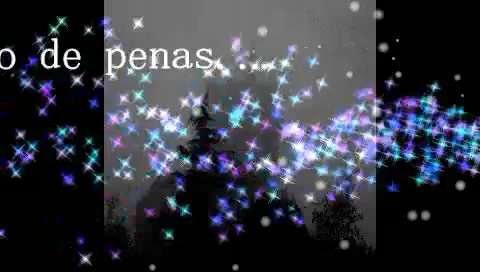 o de penas, ...